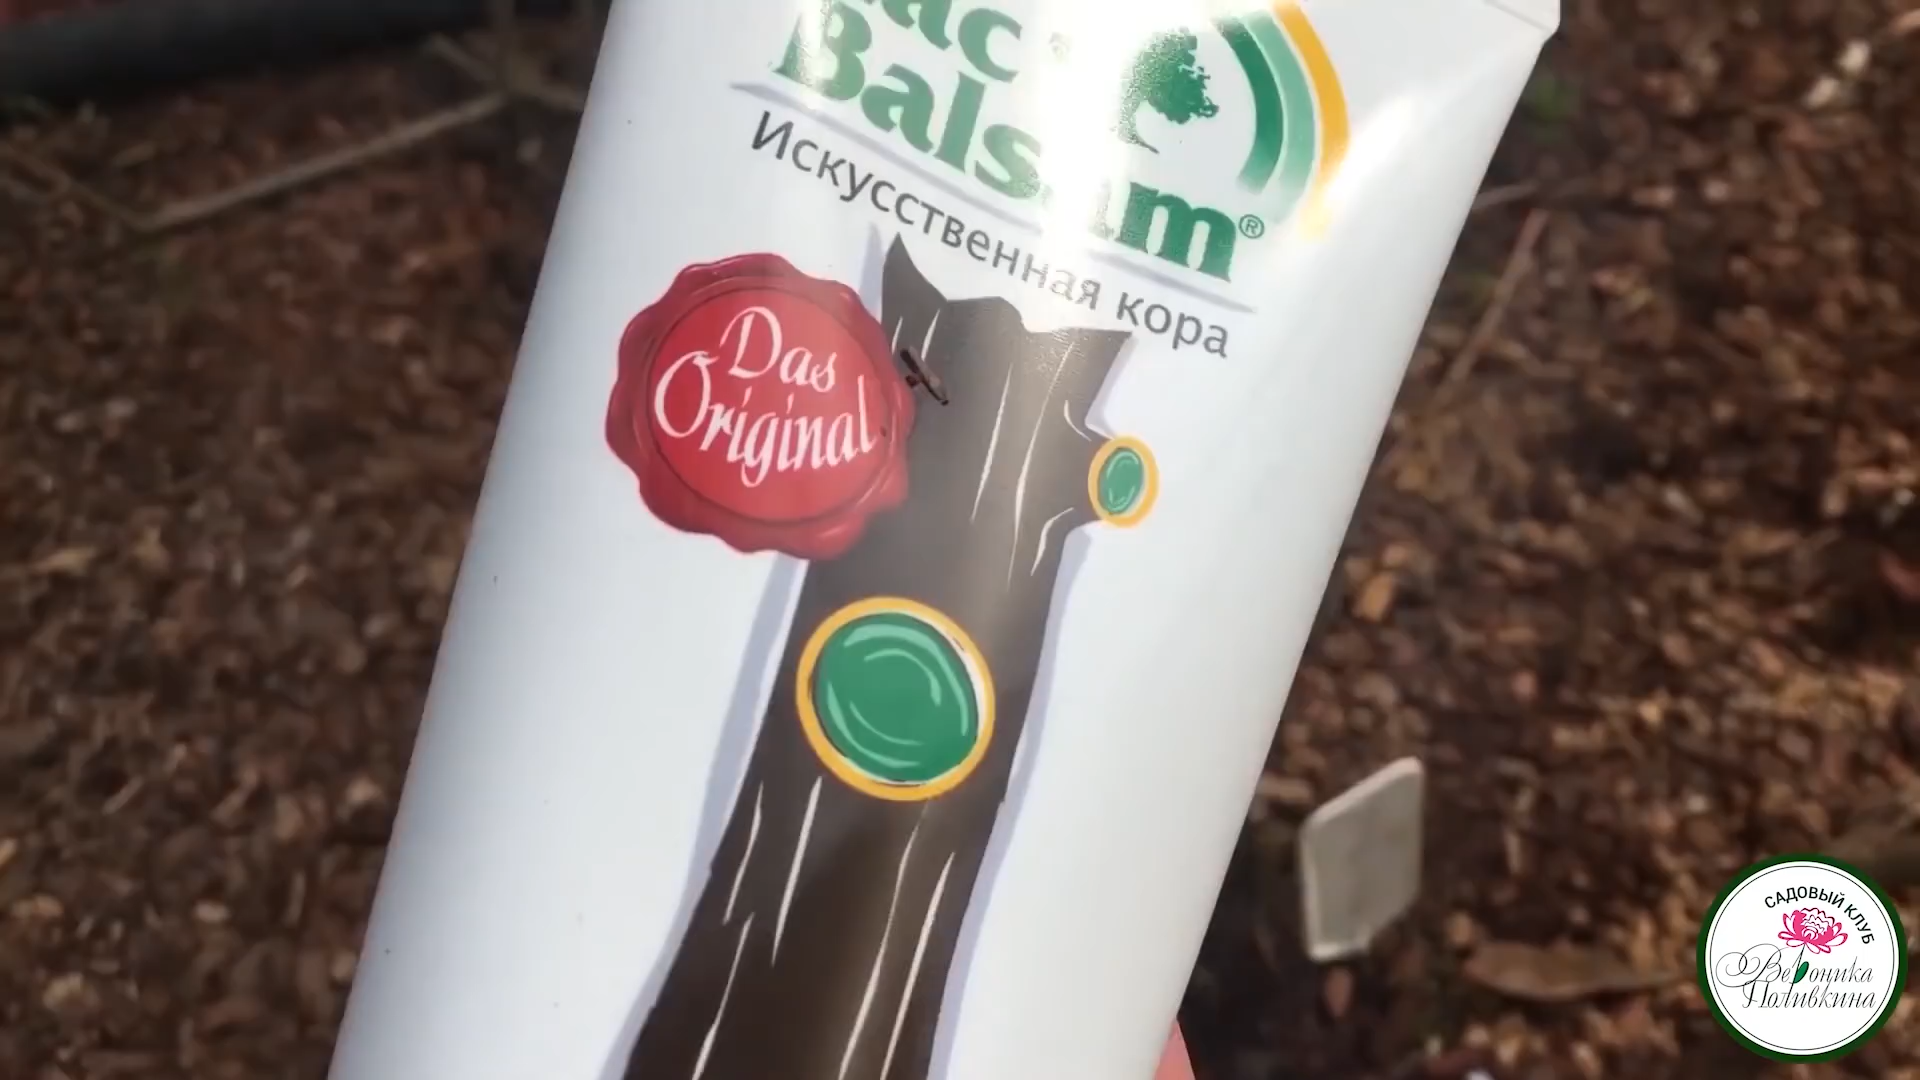 Balsam®
Искусственная кора
Das
Original
САДОВЫЙ КЛУБ
Вероника
Поливкина